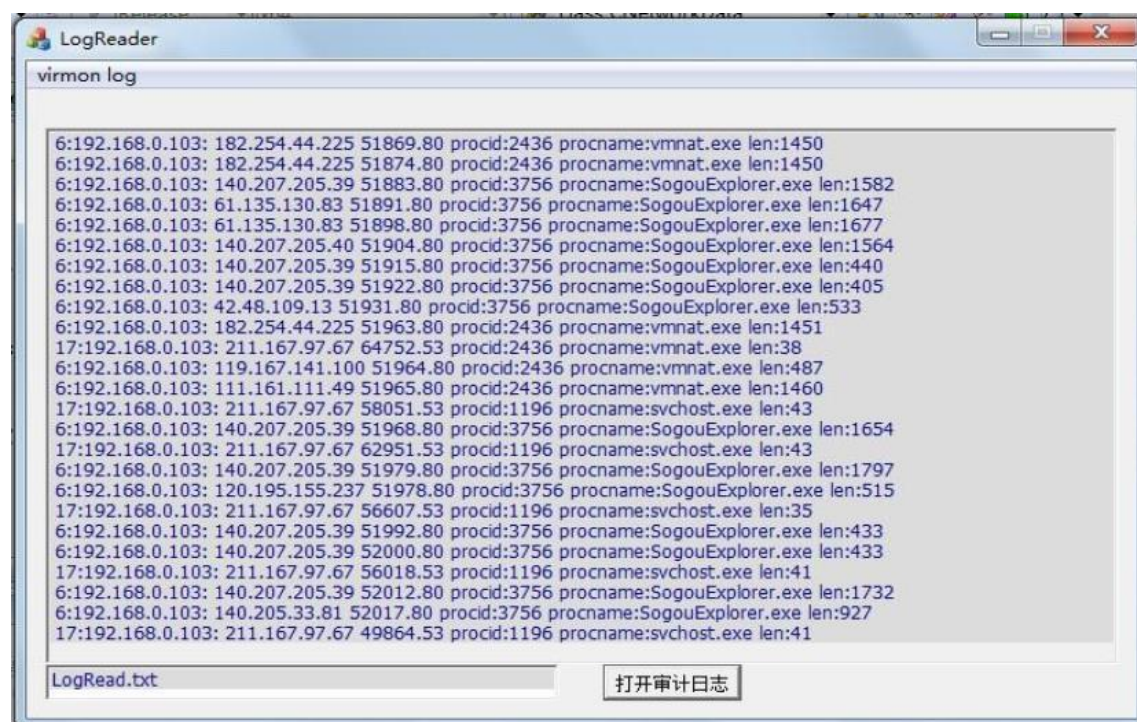 LogReader
virmon log
6:192.168.0.103: 182.254.44.225 51869.80 procid:2436 procname:vmnat.exe len:1450
6:192.168.0.103: 182.254.44.225 51874.80 procid:2436 procname:vmnat.exe len:1450
6:192.168.0.103: 140.207.205.39 51883.80 procid:3756 procname:SogouExplorer.exe len:1582
6:192.168.0.103: 61.135.130.83 51891.80 procid:3756 procname:SogouExplorer.exe len:1647
6:192.168.0.103: 61.135.130.83 51898.80 procid:3756 procname:SogouExplorer.exe len:1677
6:192.168.0.103: 140.207.205.40 51904.80 procid:3756 procname:SogouExplorer.exe len:1564
6:192.168.0.103: 140.207.205.39 51915.80 procid:3756 procname:SogouExplorer.exe len:440
6:192.168.0.103: 140.207.205.39 51922.80 procid:3756 procname:SogouExplorer.exe len:405
6:192.168.0.103: 42.48.109.13 51931.80 procid:3756 procname:SogouExplorer.exe len:533
6:192.168.0.103: 182.254.44.225 51963.80 procid:2436 procname:vmnat.exe len:1451
17:192.168.0.103: 211.167.97.67 64752.53 procid:2436 procname:vmnat.exe len:38
6:192.168.0.103: 119.167.141.100 51964.80 procid:2436 procname:vmnat.exe len:487
6:192.168.0.103: 111.161.111.49 51965.80 procid:2436 procname:vmnat.exe len:1460
17:192.168.0.103: 211.167.97.67 58051.53 procid:1196 procname:svchost.exe len:43
6:192.168.0.103: 140.207.205.39 51968.80 procid:3756 procname:SogouExplorer.exe len:1654
17:192.168.0.103: 211.167.97.67 62951.53 procid:1196 procname:svchost.exe len:43
6:192.168.0.103: 140.207.205.39 51979.80 procid:3756 procname:SogouExplorer.exe len:1797
6:192.168.0.103: 120.195.155.237 51978.80 procid:3756 procname:SogouExplorer.exe len:515
17:192.168.0.103: 211.167.97.67 56607.53 procid:1196 procname:svchost.exe len:35
6:192.168.0.103: 140.207.205.39 51992.80 procid:3756 procname:SogouExplorer.exe len:433
6:192.168.0.103: 140.207.205.39 52000.80 procid:3756 procname:SogouExplorer.exe len:433
17:192.168.0.103: 211.167.97.67 56018.53 procid:1196 procname:svchost.exe len:41
6:192.168.0.103: 140.207.205.39 52012.80 procid:3756 procname:SogouExplorer.exe len:1732
6:192.168.0.103: 140.205.33.81 52017.80 procid:3756 procname:SogouExplorer.exe len:927
17:192.168.0.103: 211.167.97.67 49864.53 procid:1196 procname:svchost.exe len:41
LogRead.txt
打开审计日志